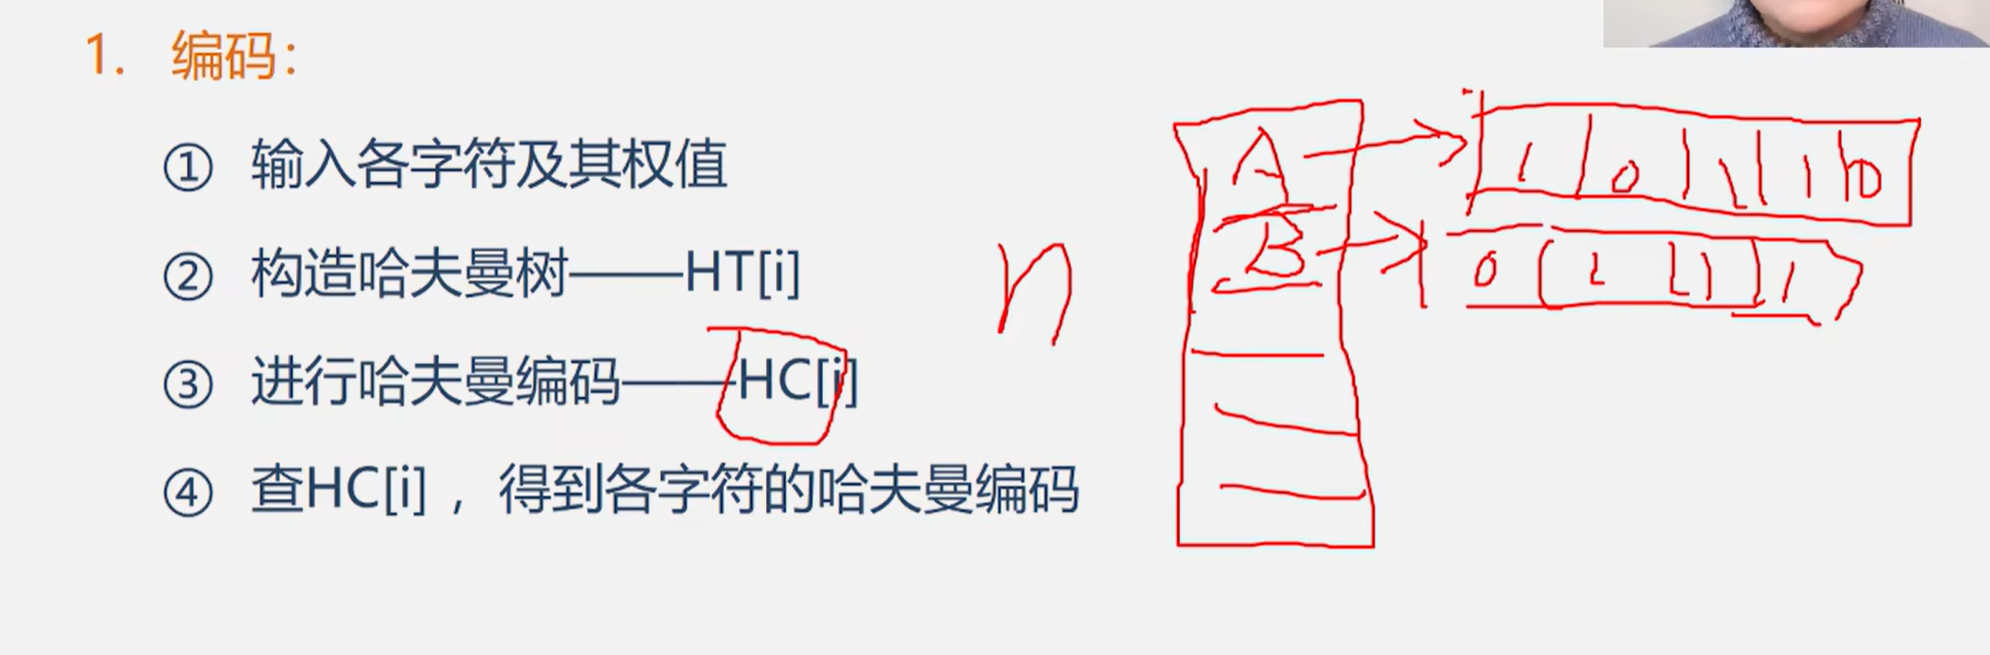 1. 编码：
① 输入各字符及其权值
② 构造哈夫曼树——HT[i]
③ 进行哈夫曼编码——HC[i]
④ 查HC[i] ，得到各字符的哈夫曼编码
n
A 1 0 1 1 0
B 0 1 1 1